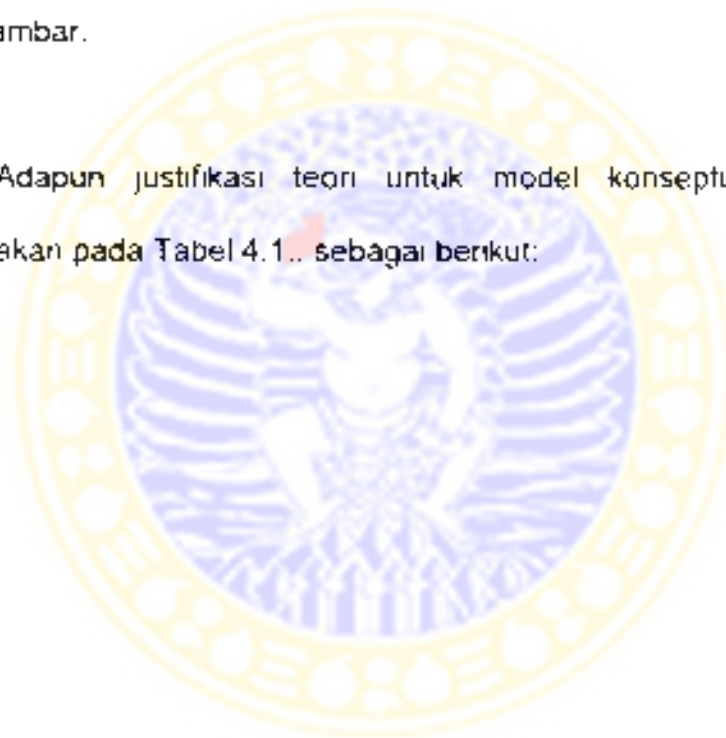 ambar.
Adapun justifikasi teori untuk model konseptu
akan pada Tabel 4.1.. sebagai berikut: